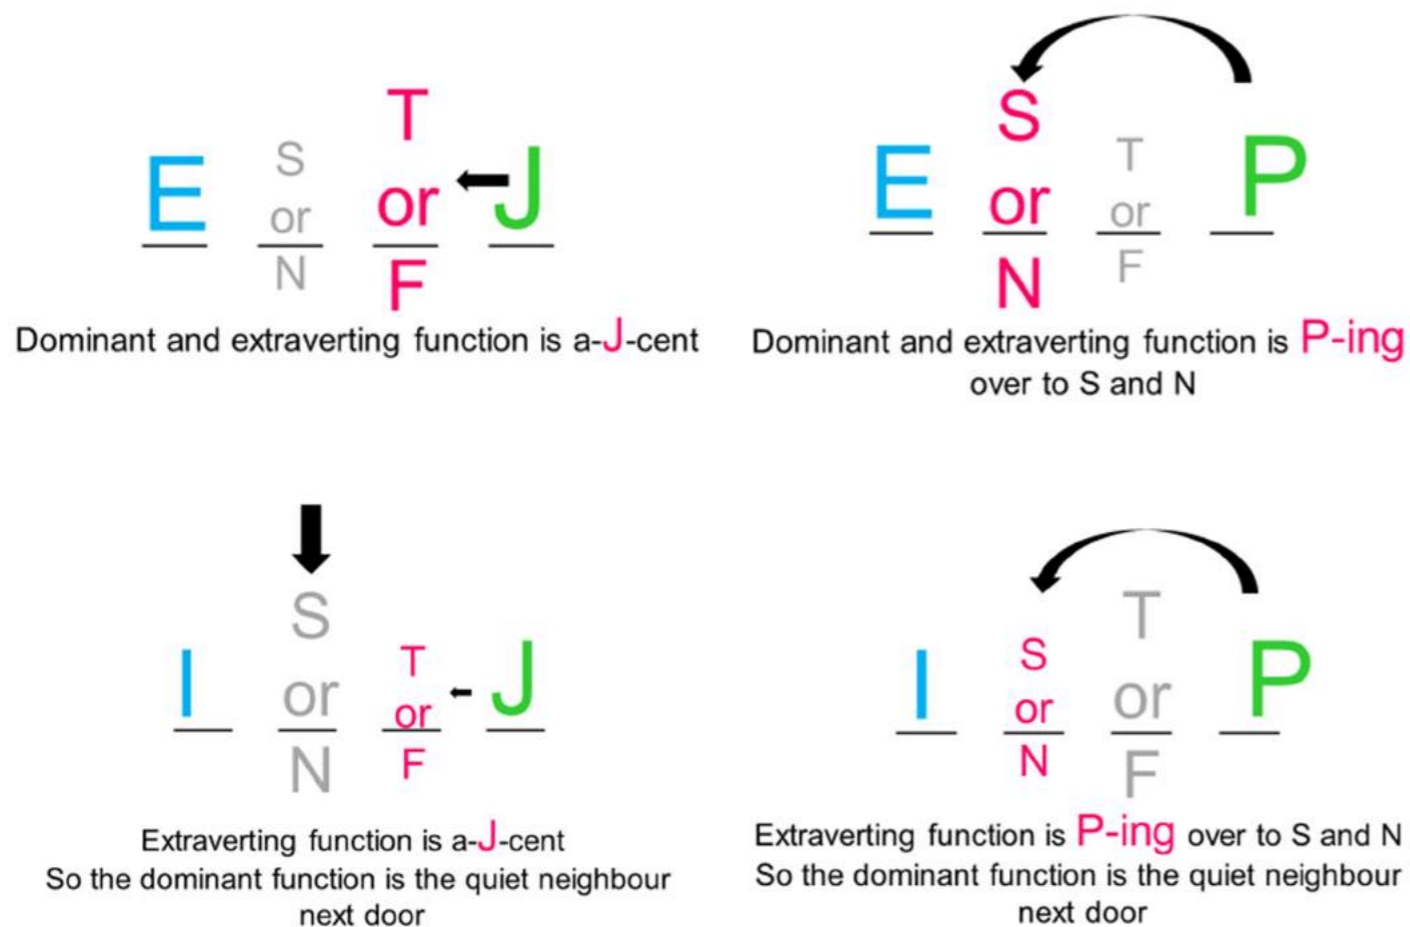 T
E S or J
or
N F
Dominant and extraverting function is a-J-cent
S
E or T P
or
N F
Dominant and extraverting function is P-ing
over to S and N
S
I or T J
or
N F
Extraverting function is a-J-cent
So the dominant function is the quiet neighbour
next door
T
I S or P
or
N F
Extraverting function is P-ing over to S and N
So the dominant function is the quiet neighbour
next door